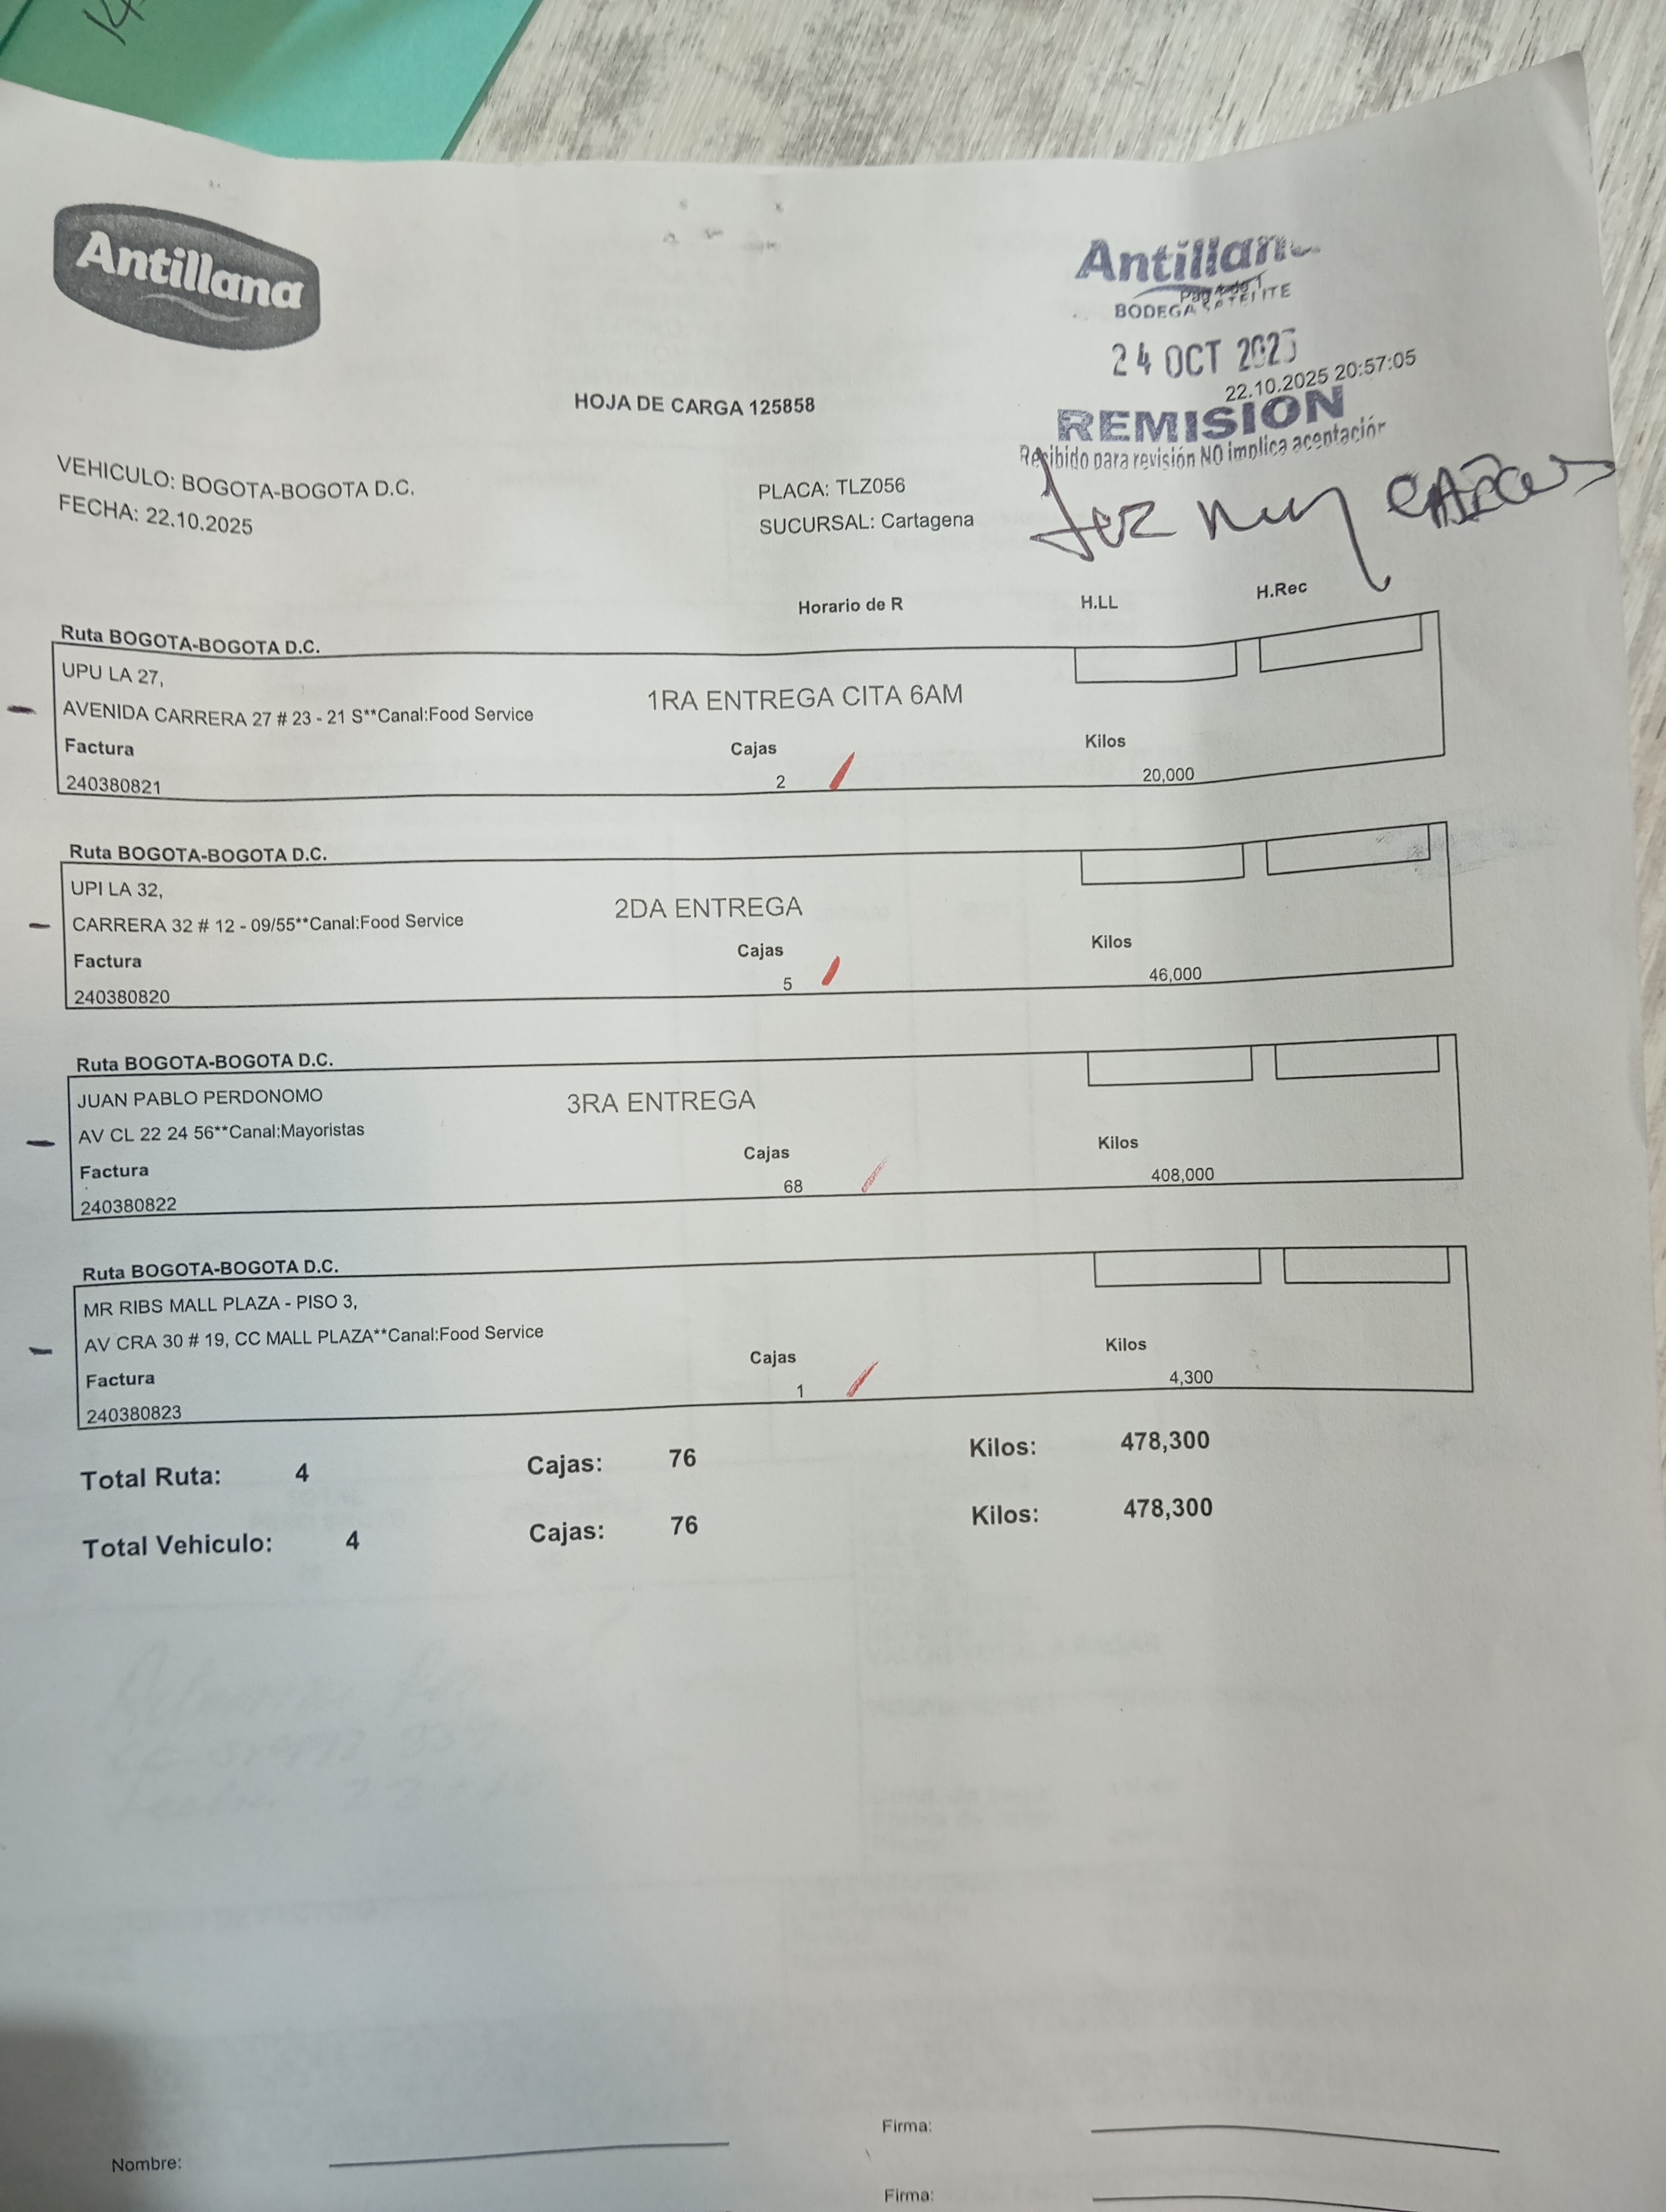 Antillana
Antillana
Pag 1 de 1
BODEGA SATELITE
24 OCT 202
22.10.2025 20:57:05
HOJA DE CARGA 125858
REMISION
Recibido para revisión NO implica aceptación
VEHICULO: BOGOTA-BOGOTA D.C.
PLACA: TLZ056
FECHA: 22.10.2025
SUCURSAL: Cartagena
Horario de R H.LL H.Rec
Ruta BOGOTA-BOGOTA D.C.
UPU LA 27,
1RA ENTREGA CITA 6AM
AVENIDA CARRERA 27 # 23 - 21 S**Canal:Food Service
Factura Cajas Kilos
240380821 2 20,000
Ruta BOGOTA-BOGOTA D.C.
UPI LA 32,
2DA ENTREGA
CARRERA 32 # 12 - 09/55**Canal:Food Service
Factura Cajas Kilos
240380820 5 46,000
Ruta BOGOTA-BOGOTA D.C.
JUAN PABLO PERDONOMO
3RA ENTREGA
AV CL 22 24 56**Canal:Mayoristas
Factura Cajas Kilos
240380822 68 408,000
Ruta BOGOTA-BOGOTA D.C.
MR RIBS MALL PLAZA - PISO 3,
AV CRA 30 # 19, CC MALL PLAZA**Canal:Food Service
Factura Cajas Kilos
240380823 1 4,300
Total Ruta: 4 Cajas: 76 Kilos: 478,300
Total Vehiculo: 4 Cajas: 76 Kilos: 478,300
Nombre: Firma:
Firma: